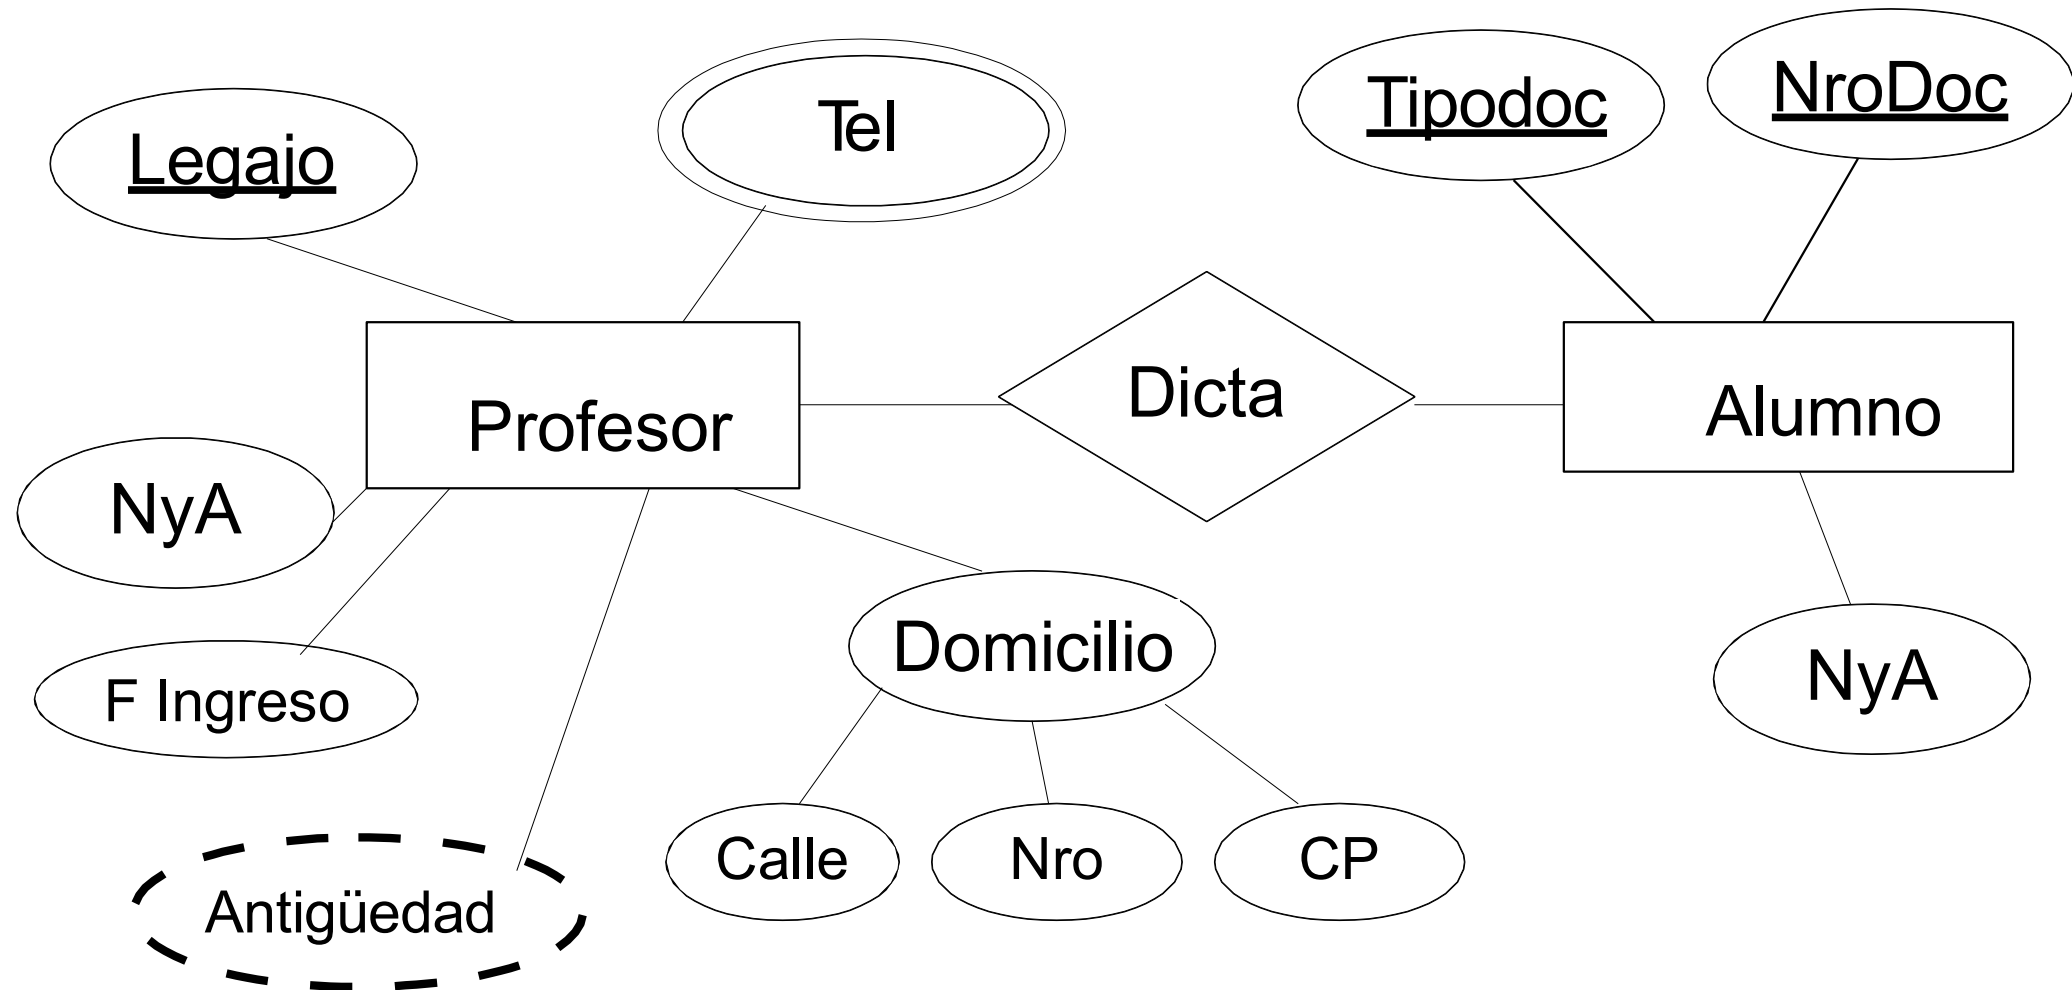 Legajo
Tel
Tipodoc
NroDoc
Profesor
Dicta
Alumno
NyA
F Ingreso
Domicilio
NyA
Antigüedad
Calle
Nro
CP